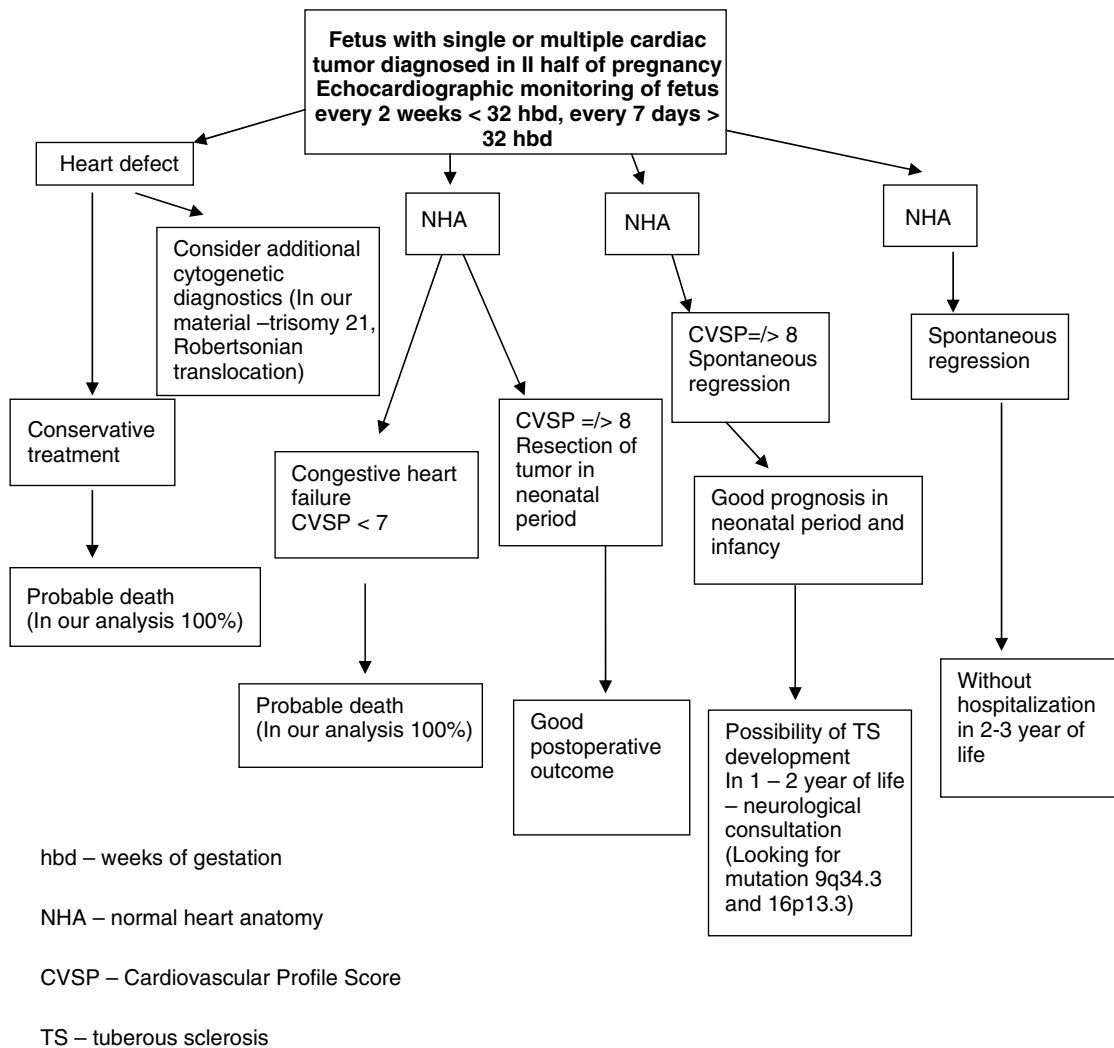 Fetus with single or multiple cardiac
tumor diagnosed in II half of pregnancy
Echocardiographic monitoring of fetus
every 2 weeks < 32 hbd, every 7 days >
32 hbd
Heart defect
NHA
NHA
NHA
Consider additional
cytogenetic
diagnostics (In our
material –trisomy 21,
Robertsonian
translocation)
CVSP=/> 8
Spontaneous
regression
Spontaneous
regression
Conservative
treatment
Congestive heart
failure
CVSP < 7
CVSP =/> 8
Resection of
tumor in
neonatal
period
Good prognosis in
neonatal period and
infancy
Probable death
(In our analysis 100%)
Probable death
(In our analysis 100%)
Good
postoperative
outcome
Possibility of TS
development
In 1 – 2 year of life
– neurological
consultation
(Looking for
mutation 9q34.3
and 16p13.3)
Without
hospitalization
in 2-3 year of
life
hbd – weeks of gestation
NHA – normal heart anatomy
CVSP – Cardiovascular Profile Score
TS – tuberous sclerosis